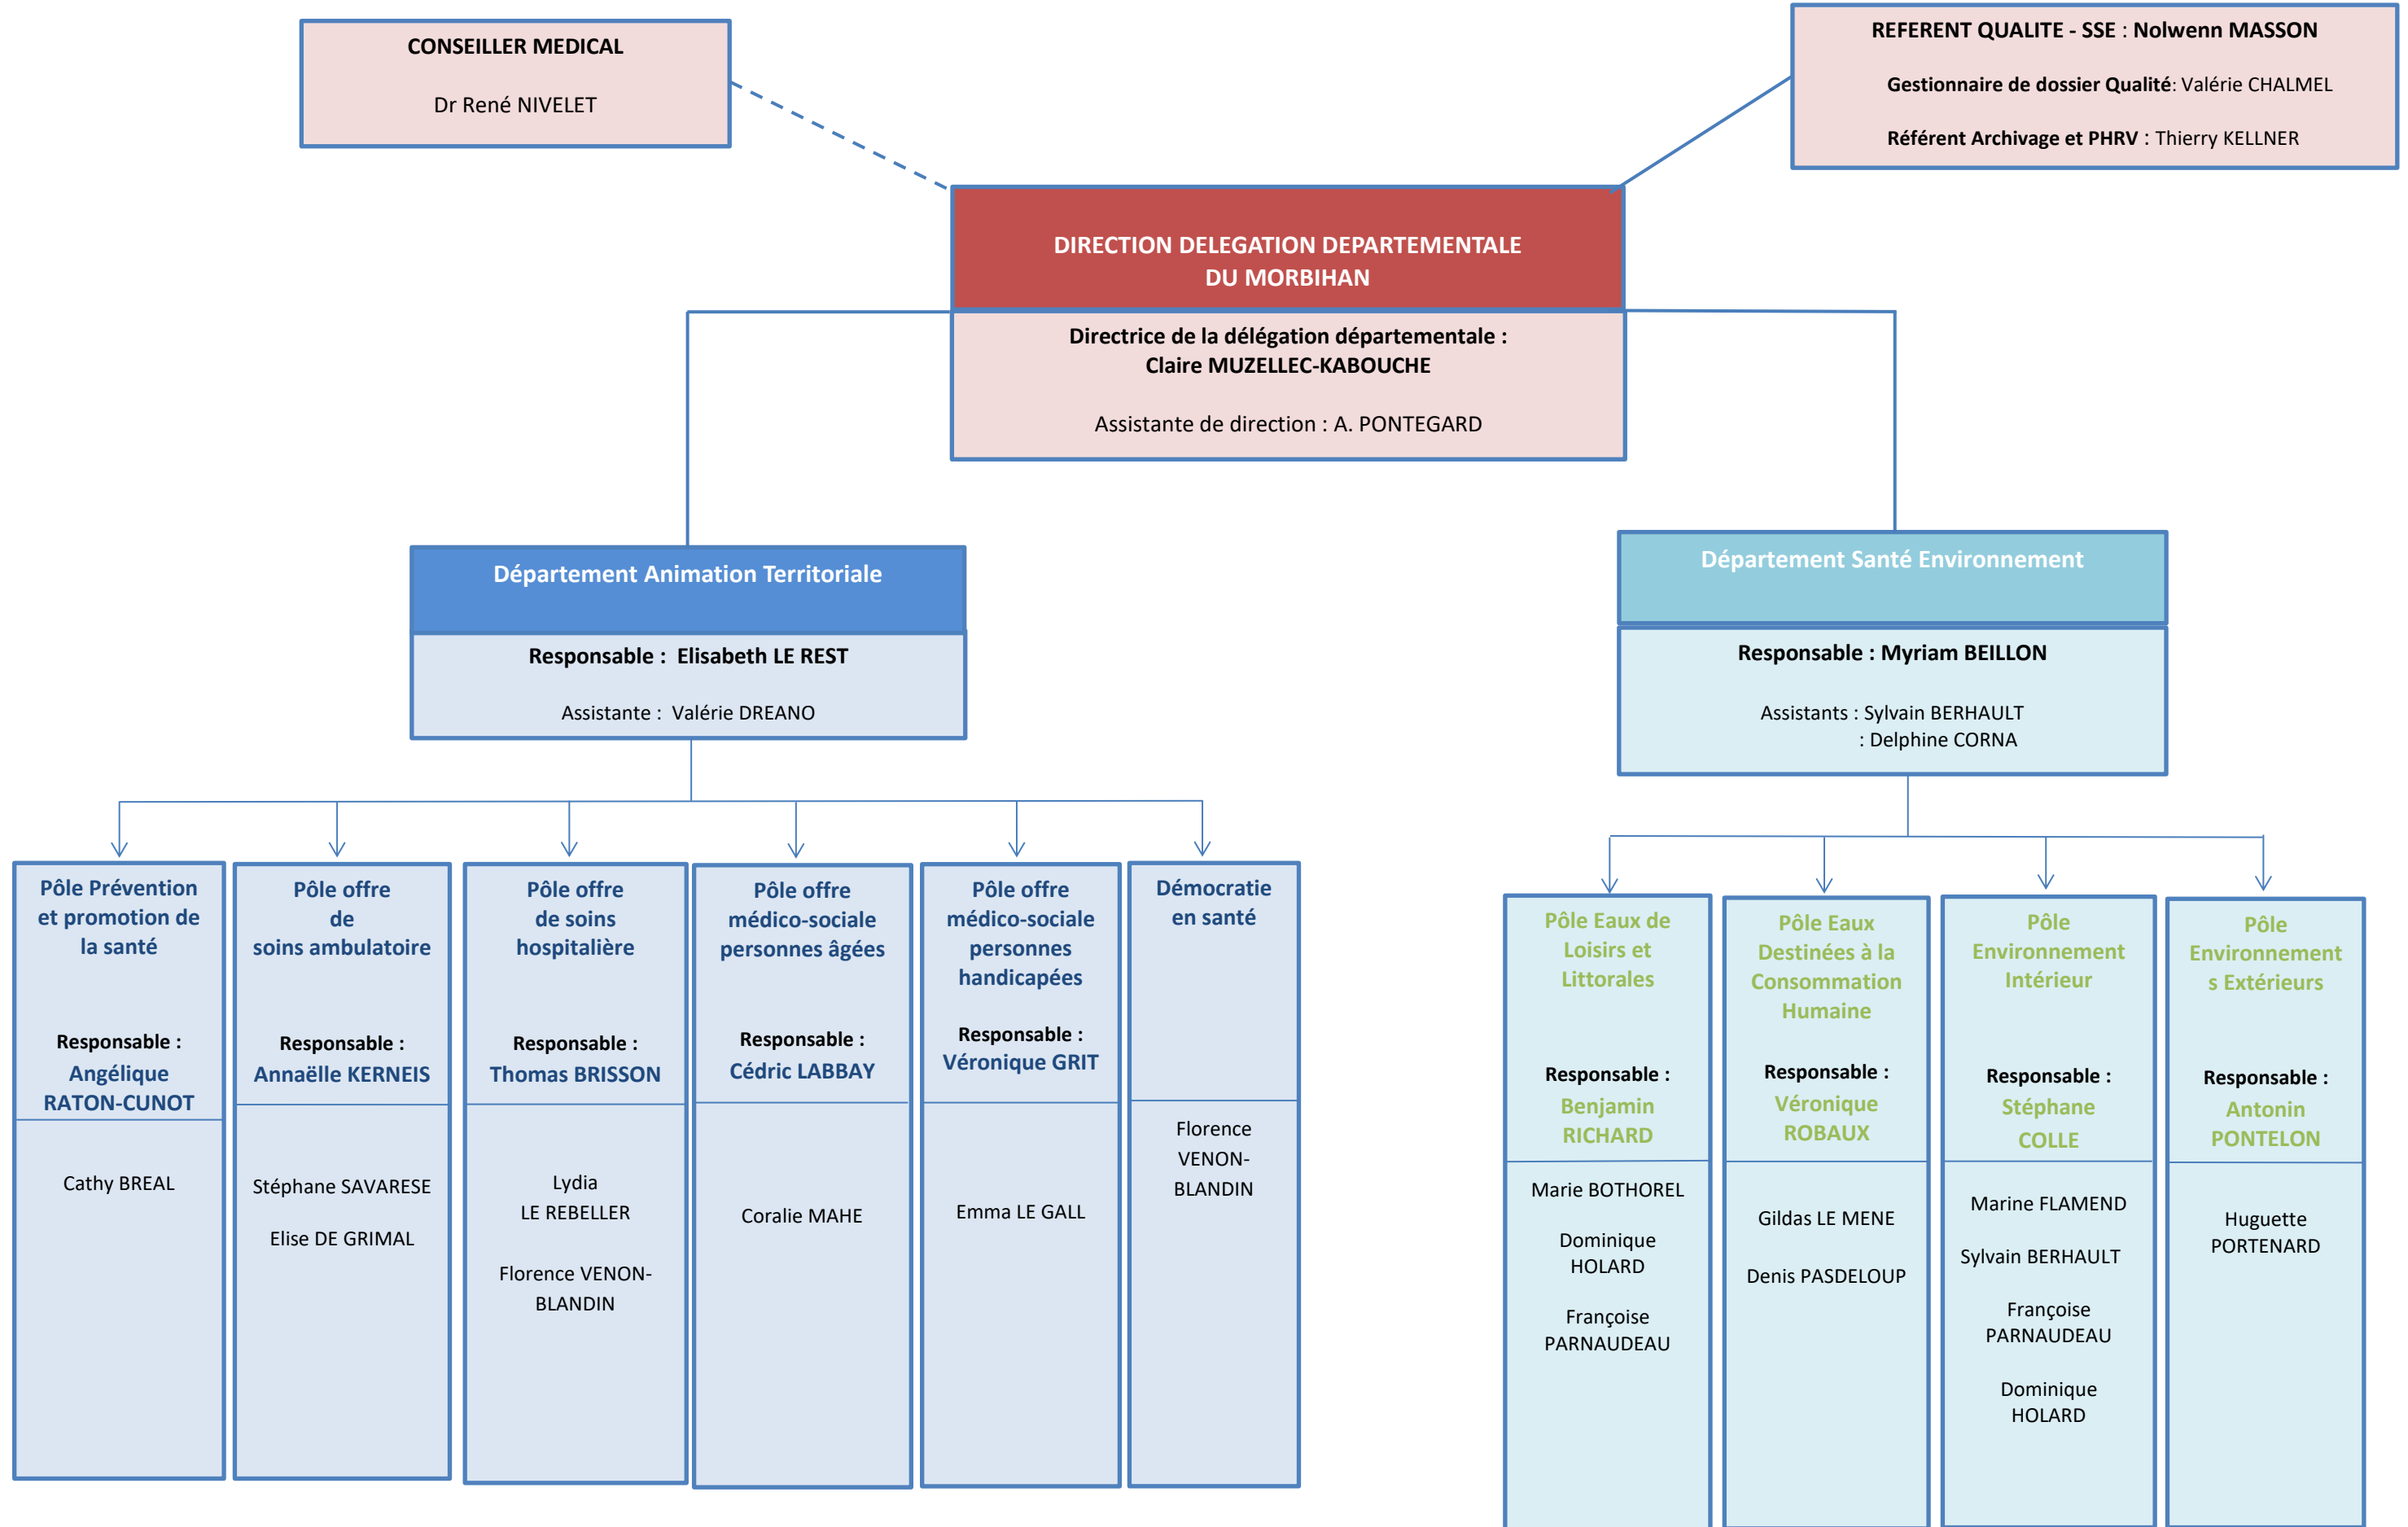 CONSEILLER MEDICAL
Dr René NIVELET
REFERENT QUALITE - SSE : Nolwenn MASSON
Gestionnaire de dossier Qualité: Valérie CHALMEL
Référent Archivage et PHRV : Thierry KELLNER
DIRECTION DELEGATION DEPARTEMENTALE
DU MORBIHAN
Directrice de la délégation départementale :
Claire MUZELLEC-KABOUCHE
Assistante de direction : A. PONTEGARD
Département Animation Territoriale
Responsable : Elisabeth LE REST
Assistante : Valérie DREANO
Département Santé Environnement
Responsable : Myriam BEILLON
Assistants : Sylvain BERHAULT
: Delphine CORNA
Pôle Prévention
et promotion de
la santé
Responsable :
Angélique
RATON-CUNOT
Cathy BREAL
Pôle offre
de
soins ambulatoire
Responsable :
Annaëlle KERNEIS
Stéphane SAVARESE
Elise DE GRIMAL
Pôle offre
de soins
hospitalière
Responsable :
Thomas BRISSON
Lydia
LE REBELLER
Florence VENON-
BLANDIN
Pôle offre
médico-sociale
personnes âgées
Responsable :
Cédric LABBAY
Coralie MAHE
Pôle offre
médico-sociale
personnes
handicapées
Responsable :
Véronique GRIT
Emma LE GALL
Démocratie
en santé
Florence
VENON-
BLANDIN
Pôle Eaux de
Loisirs et
Littorales
Responsable :
Benjamin
RICHARD
Marie BOTHOREL
Dominique
HOLARD
Françoise
PARNAUDEAU
Pôle Eaux
Destinées à la
Consommation
Humaine
Responsable :
Véronique
ROBAUX
Gildas LE MENE
Denis PASDELOUP
Pôle
Environnement
Intérieur
Responsable :
Stéphane
COLLE
Marine FLAMEND
Sylvain BERHAULT
Françoise
PARNAUDEAU
Dominique
HOLARD
Pôle
Environnement
s Extérieurs
Responsable :
Antonin
PONTELON
Huguette
PORTENARD